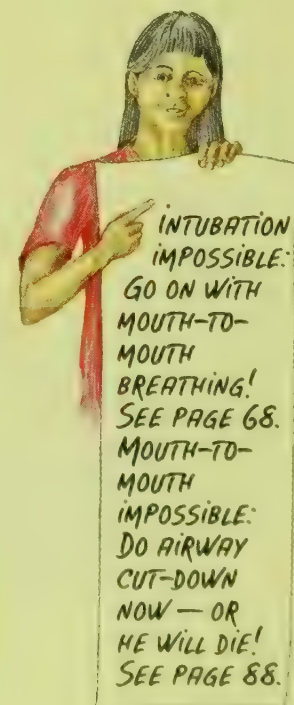 INTUBATION
IMPOSSIBLE:
GO ON WITH
MOUTH-TO-
MOUTH
BREATHING!
SEE PAGE 68.
MOUTH-TO-
MOUTH
IMPOSSIBLE:
DO AIRWAY
CUT-DOWN
NOW — OR
HE WILL DIE!
SEE PAGE 88.